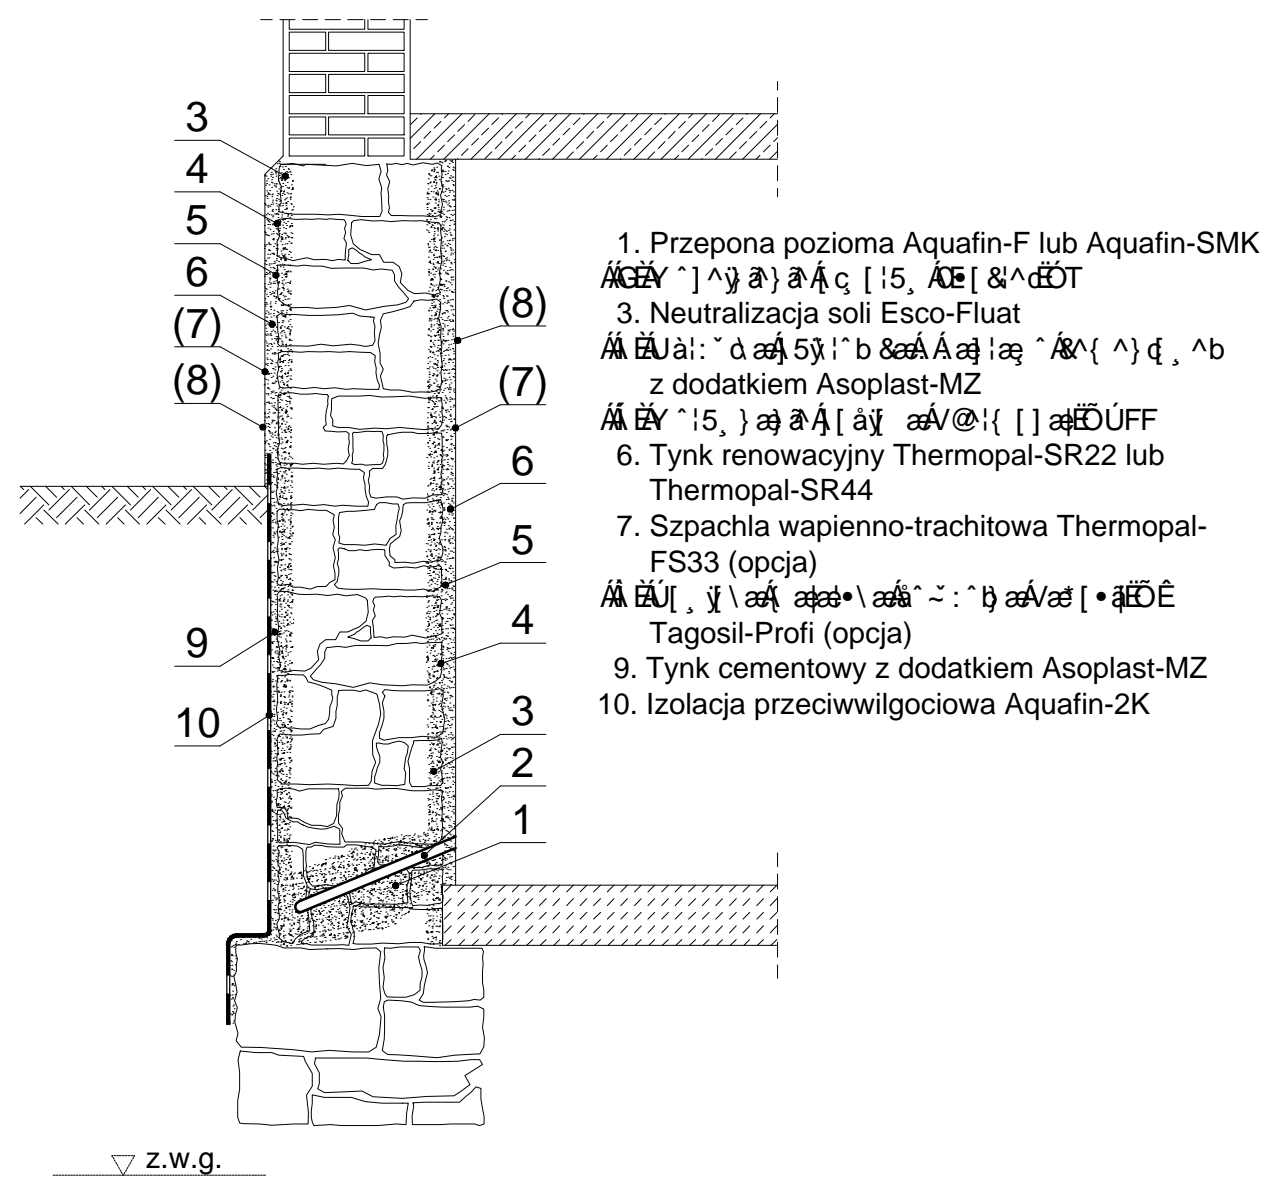 3
4
5
6
(7)
(8)
(8)
(7)
6
5
4
3
2
1
9
10
1. Przepona pozioma Aquafin-F lub Aquafin-SMK
3. Neutralizacja soli Esco-Fluat
z dodatkiem Asoplast-MZ
6. Tynk renowacyjny Thermopal-SR22 lub
Thermopal-SR44
7. Szpachla wapienno-trachitowa Thermopal-
FS33 (opcja)
Tagosil-Profi (opcja)
9. Tynk cementowy z dodatkiem Asoplast-MZ
10. Izolacja przeciwwilgociowa Aquafin-2K
z.w.g.